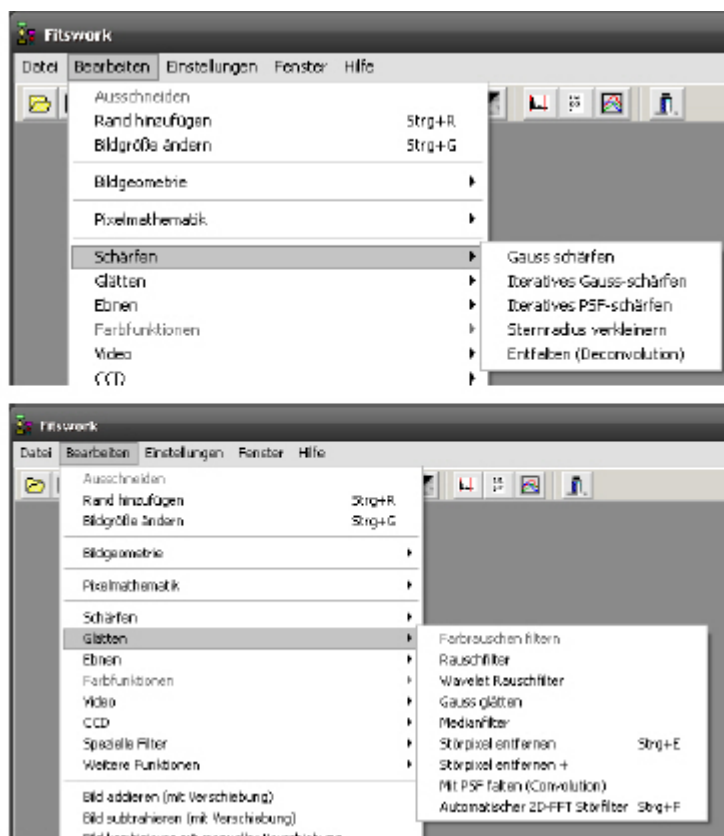 Fitswork
Datei Bearbeiten Einstellungen Fenster Hilfe
Ausschneiden
Rand hinzufügen Strg+R
Bildgröße ändern Strg+G
Bildgeometrie
Pixelmathematik
Schärfen
Glätten
Ebnen
Farbfunktionen
Video
CCD
Gauss schärfen
Iteratives Gauss-schärfen
Iteratives PSF-schärfen
Sternradius verkleinern
Entfalten (Deconvolution)
Fitswork
Datei Bearbeiten Einstellungen Fenster Hilfe
Ausschneiden
Rand hinzufügen Strg+R
Bildgröße ändern Strg+G
Bildgeometrie
Pixelmathematik
Schärfen
Glätten
Ebnen
Farbfunktionen
Video
CCD
Spezielle Filter
Weitere Funktionen
Bild addieren (mit Verschiebung)
Bild subtrahieren (mit Verschiebung)
Farbrauschen filtern
Rauschfilter
Wavelet Rauschfilter
Gauss glätten
Medianfilter
Störpixel entfernen Strg+E
Störpixel entfernen +
Mit PSF falten (Convolution)
Automatischer 2D-FFT Störfilter Strg+F